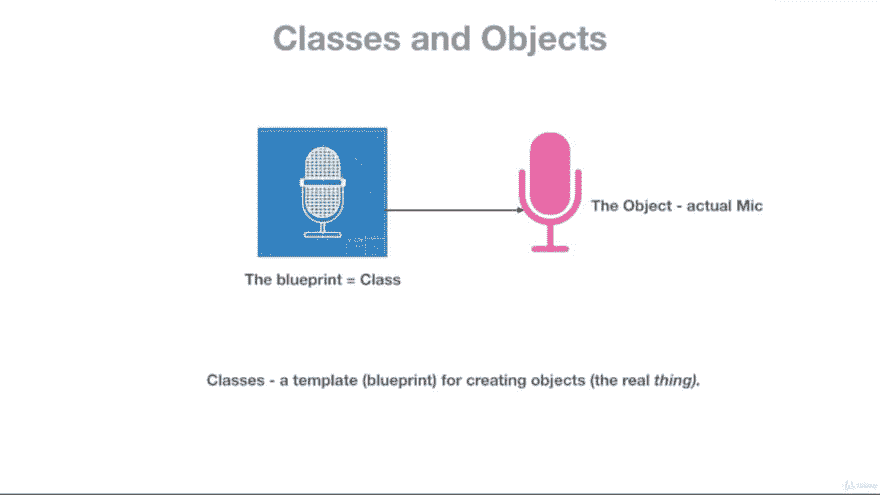 Classes and Objects
The Object - actual Mic
The blueprint = Class
Classes - a template (blueprint) for creating objects (the real thing).